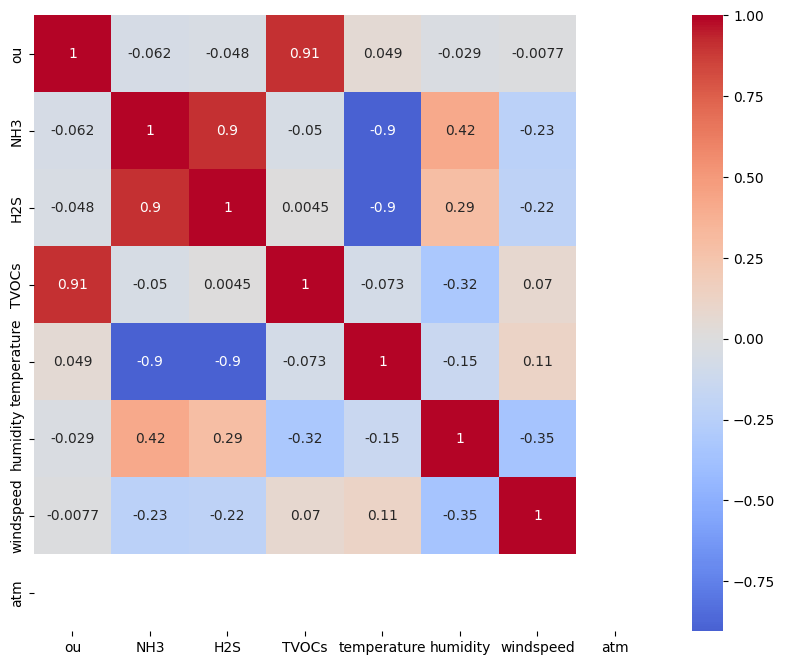 ou 1 -0.062 -0.048 0.91 0.049 -0.029 -0.0077
NH3 -0.062 1 0.9 -0.05 -0.9 0.42 -0.23
H2S -0.048 0.9 1 0.0045 -0.9 0.29 -0.22
TVOCs 0.91 -0.05 0.0045 1 -0.073 -0.32 0.07
temperature 0.049 -0.9 -0.9 -0.073 1 -0.15 0.11
humidity -0.029 0.42 0.29 -0.32 -0.15 1 -0.35
windspeed -0.0077 -0.23 -0.22 0.07 0.11 -0.35 1
atm
ou NH3 H2S TVOCs temperature humidity windspeed atm
1.00
0.75
0.50
0.25
0.00
−0.25
−0.50
−0.75